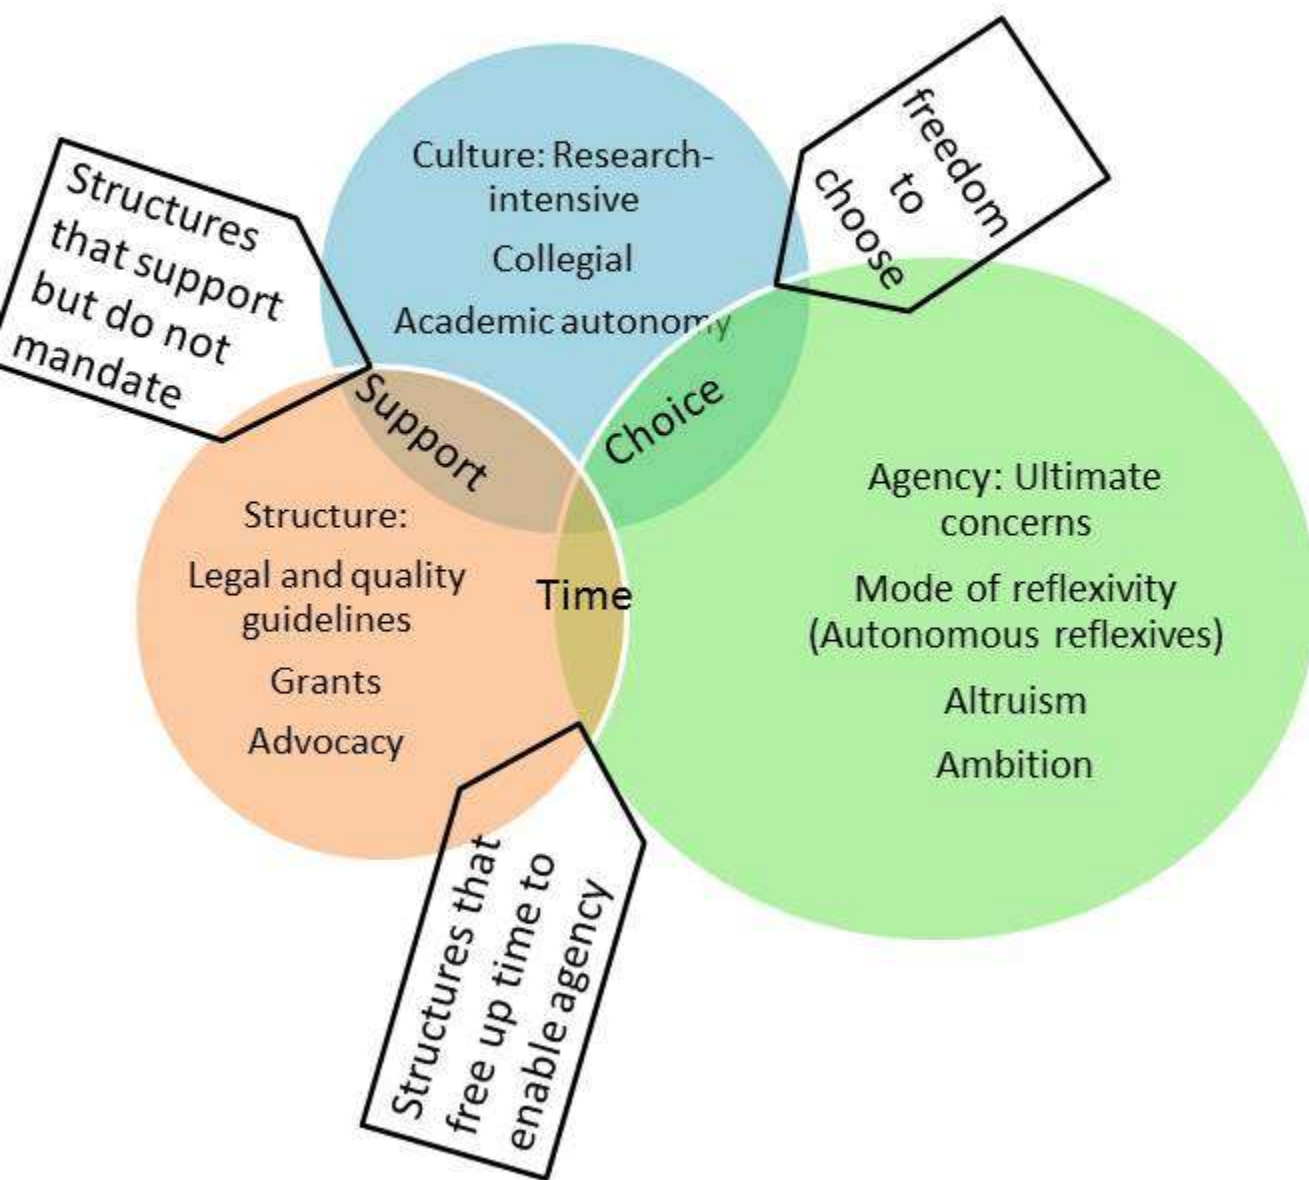 Culture: Research-
intensive
Collegial
Academic autonomy
freedom
to
choose
Structures
that support
but do not
mandate
Support
Choice
Time
Structure:
Legal and quality
guidelines
Grants
Advocacy
Agency: Ultimate
concerns
Mode of reflexivity
(Autonomous reflexives)
Altruism
Ambition
Structures that
free up time to
enable agency